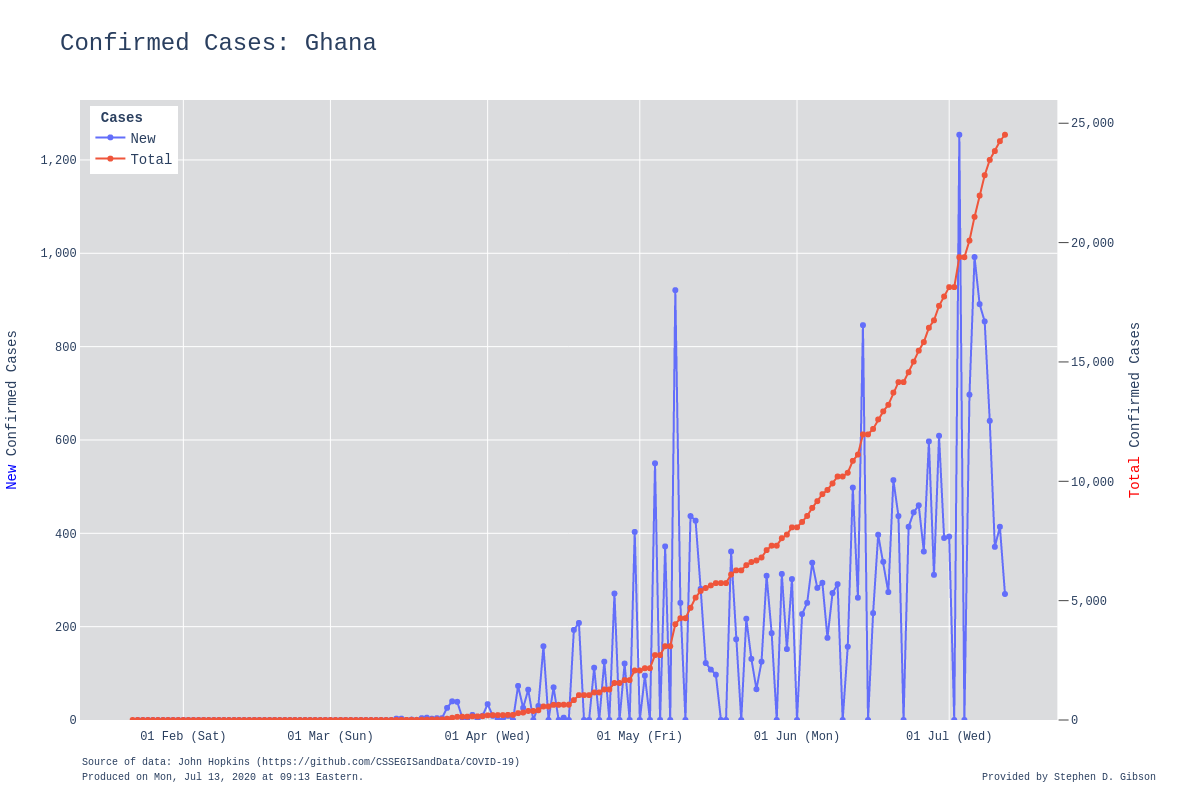 Confirmed Cases: Ghana
Cases
New
Total
1,200
1,000
800
600
400
200
0
25,000
20,000
15,000
10,000
5,000
0
New Confirmed Cases
Total Confirmed Cases
01 Feb (Sat)
01 Mar (Sun)
01 Apr (Wed)
01 May (Fri)
01 Jun (Mon)
01 Jul (Wed)
Source of data: John Hopkins (https://github.com/CSSEGISandData/COVID-19)
Produced on Mon, Jul 13, 2020 at 09:13 Eastern.
Provided by Stephen D. Gibson